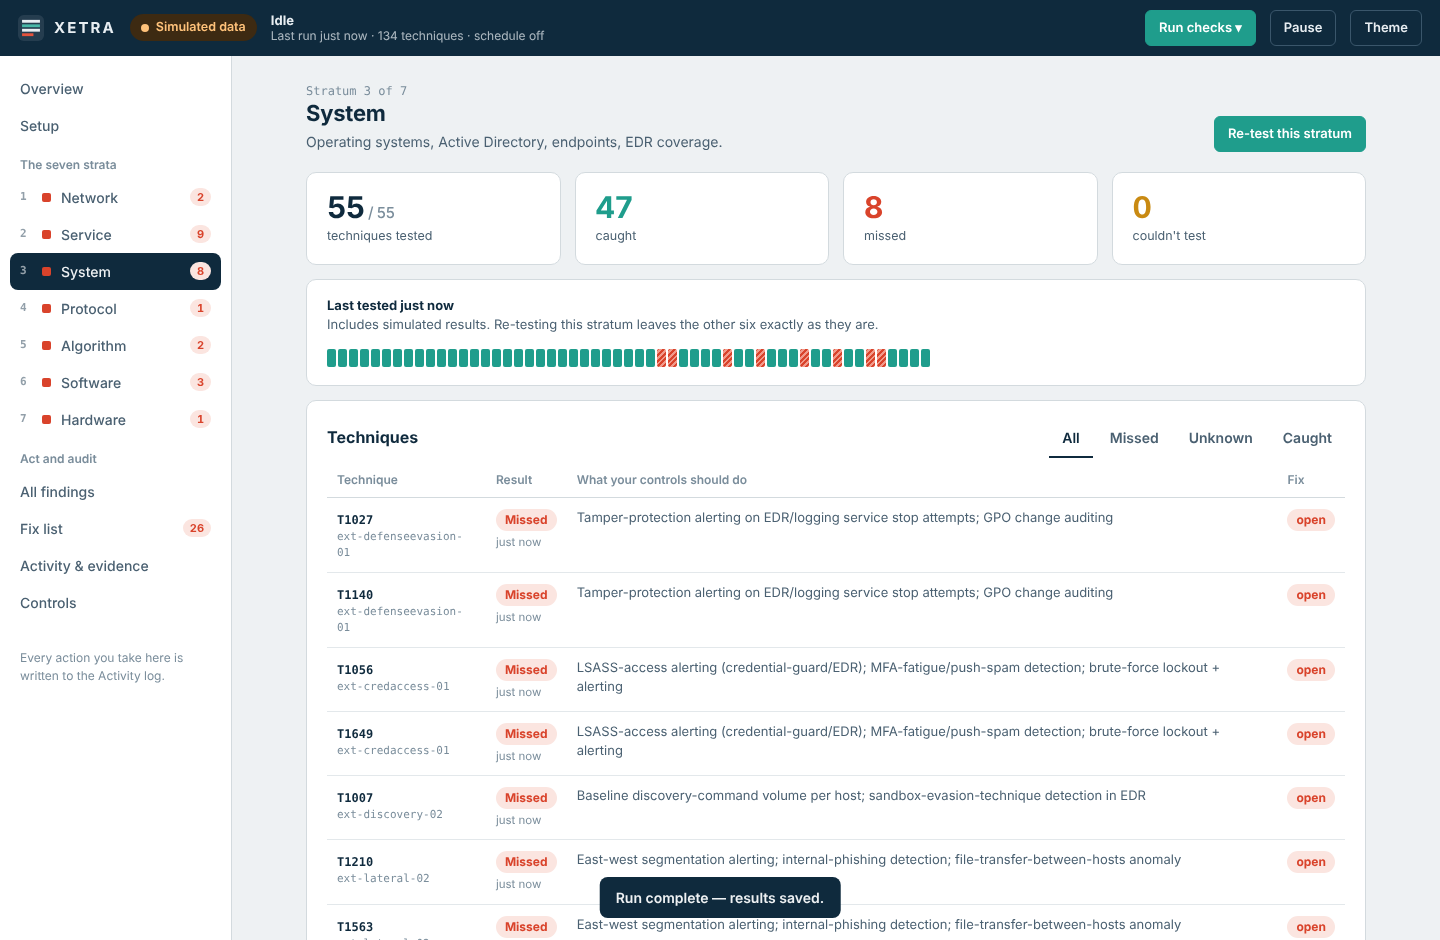 XETRA
Simulated data
Idle
Last run just now · 134 techniques · schedule off
Run checks ▾
Pause
Theme
Overview
Setup
The seven strata
1 Network 2
2 Service 9
3 System 8
4 Protocol 1
5 Algorithm 2
6 Software 3
7 Hardware 1
Act and audit
All findings
Fix list 26
Activity & evidence
Controls
Every action you take here is
written to the Activity log.
Stratum 3 of 7
System
Operating systems, Active Directory, endpoints, EDR coverage.
Re-test this stratum
55 / 55
techniques tested
47
caught
8
missed
0
couldn't test
Last tested just now
Includes simulated results. Re-testing this stratum leaves the other six exactly as they are.
Techniques
All Missed Unknown Caught
Technique Result What your controls should do Fix
T1027 Missed Tamper-protection alerting on EDR/logging service stop attempts; GPO change auditing open
ext-defenseevasion-
01
just now
T1140 Missed Tamper-protection alerting on EDR/logging service stop attempts; GPO change auditing open
ext-defenseevasion-
01
just now
T1056 Missed LSASS-access alerting (credential-guard/EDR); MFA-fatigue/push-spam detection; brute-force lockout + open
alerting
ext-credaccess-01 just now
T1649 Missed LSASS-access alerting (credential-guard/EDR); MFA-fatigue/push-spam detection; brute-force lockout + open
alerting
ext-credaccess-01 just now
T1007 Missed Baseline discovery-command volume per host; sandbox-evasion-technique detection in EDR open
ext-discovery-02 just now
T1210 Missed East-west segmentation alerting; internal-phishing detection; file-transfer-between-hosts anomaly open
ext-lateral-02 just now
Run complete — results saved.
T1563 Missed East-west segmentation alerting; internal-phishing detection; file-transfer-between-hosts anomaly open